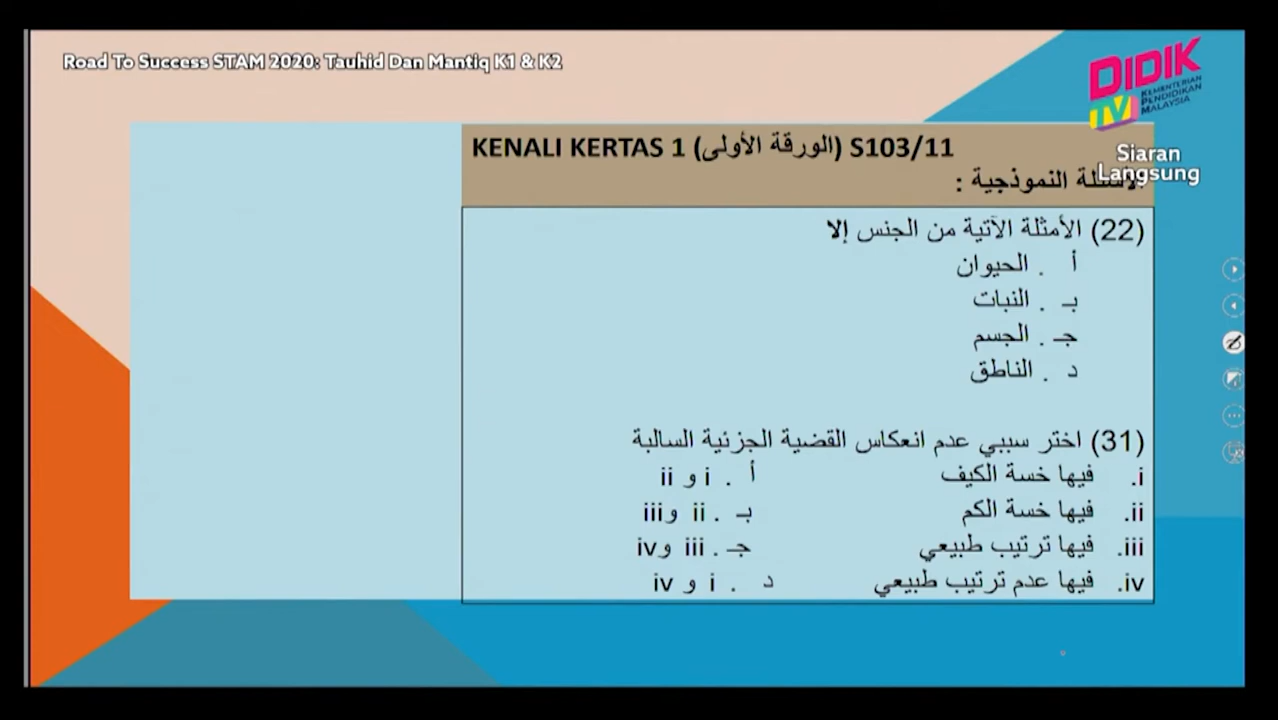 Road To Success STAM 2020: Tauhid Dan Mantiq K1 & K2
DIDIK
TV
KEMENTERIAN
PENDIDIKAN
MALAYSIA
Siaran
Langsung
KENALI KERTAS 1 (الورقة الأولى) S103/11
النموذجية :
(22) الأمثلة الآتية من الجنس إلا
أ . الحيوان
بـ . النبات
جـ . الجسم
د . الناطق
(31) اختر سببي عدم انعكاس القضية الجزئية السالبة
i. فيها خسة الكيف أ . i و ii
ii. فيها خسة الكم بـ . ii و iii
iii. فيها ترتيب طبيعي جـ . iii و iv
iv. فيها عدم ترتيب طبيعي د . i و iv